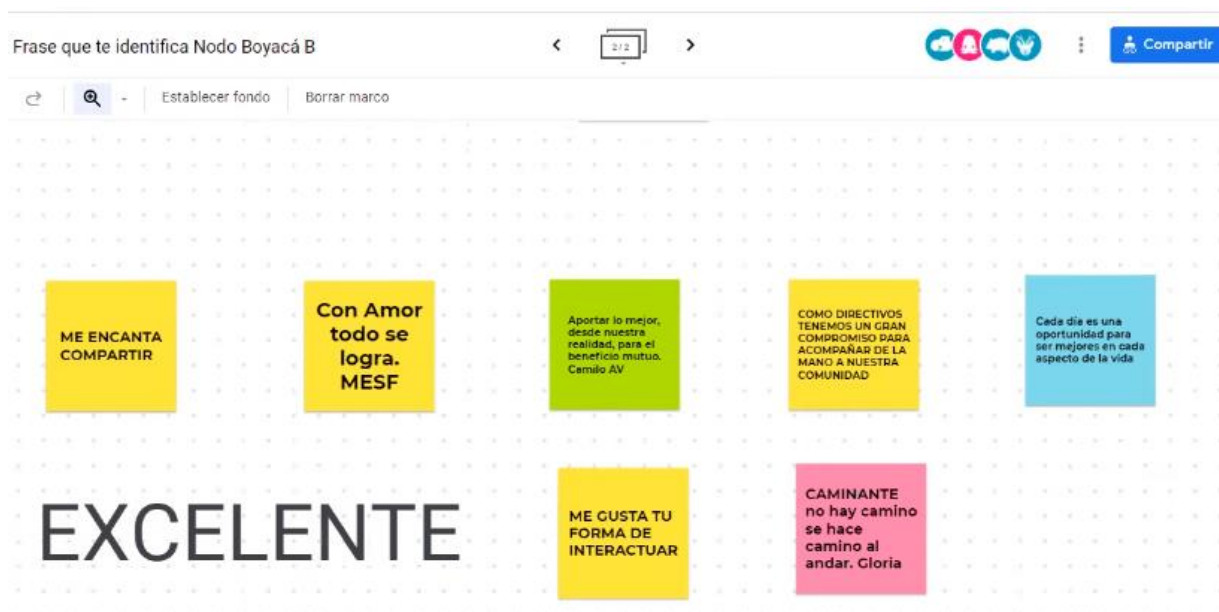 Frase que te identifica Nodo Boyacá B
2/2
Compartir
Establecer fondo
Borrar marco
ME ENCANTA
COMPARTIR
Con Amor
todo se
logra.
MESF
Aportar lo mejor,
desde nuestra
realidad, para el
beneficio mutuo.
Camilo AV
COMO DIRECTIVOS
TENEMOS UN GRAN
COMPROMISO PARA
ACOMPAÑAR DE LA
MANO A NUESTRA
COMUNIDAD
Cada día es una
oportunidad para
ser mejores en cada
aspecto de la vida
EXCELENTE
ME GUSTA TU
FORMA DE
INTERACTUAR
CAMINANTE
no hay camino
se hace
camino al
andar. Gloria